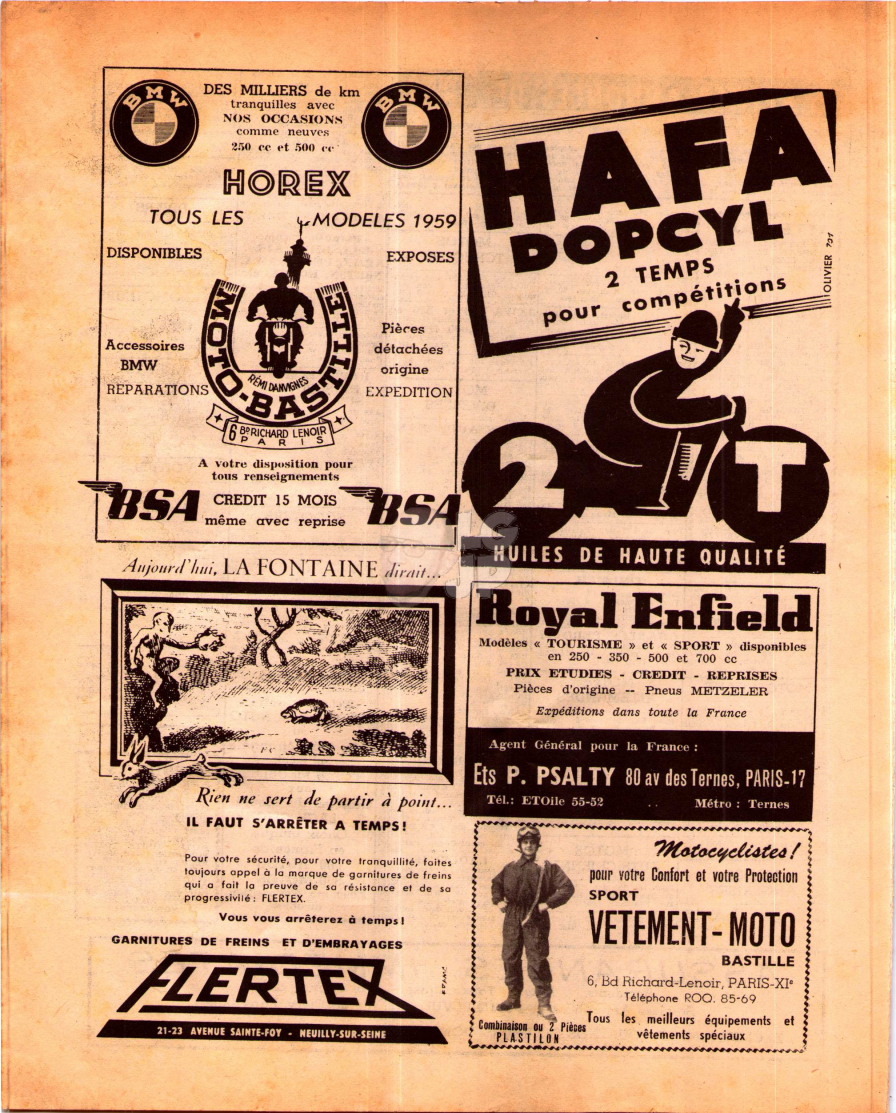 BMW
DES MILLIERS de km
tranquilles avec
NOS OCCASIONS
comme neuves
250 cc et 500 cc
BMW
HOREX
TOUS LES MODELES 1959
DISPONIBLES
EXPOSES
Accessoires
BMW
REPARATIONS
MOTO-BASTILLE
RÉMI DANVIGNES
6 BD RICHARD LENOIR
PARIS
Pièces
détachées
origine
EXPEDITION
A votre disposition pour
tous renseignements
BSA
CREDIT 15 MOIS
même avec reprise
BSA
HAFA
DOPCYL
2 TEMPS
pour compétitions
OLIVIER 701
2 T
HUILES DE HAUTE QUALITÉ
Aujourd'hui, LA FONTAINE dirait...
Rien ne sert de partir à point...
IL FAUT S'ARRÊTER A TEMPS!
Pour votre sécurité, pour votre tranquillité, faites
toujours appel à la marque de garnitures de freins
qui a fait la preuve de sa résistance et de sa
progressivité : FLERTEX.
Vous vous arrêterez à temps!
GARNITURES DE FREINS ET D'EMBRAYAGES
FLERTEX
21-23 AVENUE SAINTE-FOY - NEUILLY-SUR-SEINE
Royal Enfield
Modèles « TOURISME » et « SPORT » disponibles
en 250 - 350 - 500 et 700 cc
PRIX ETUDIES - CREDIT - REPRISES
Pièces d'origine -- Pneus METZELER
Expéditions dans toute la France
Agent Général pour la France :
Ets P. PSALTY 80 av des Ternes, PARIS-17
Tél.: ETOile 55-52 Métro : Ternes
Motocyclistes!
pour votre Confort et votre Protection
SPORT
VETEMENT-MOTO
BASTILLE
6, Bd Richard-Lenoir, PARIS-XIe
Téléphone ROQ. 85-69
Combinaison ou 2 Pièces
PLASTILON
Tous les meilleurs équipements et
vêtements spéciaux